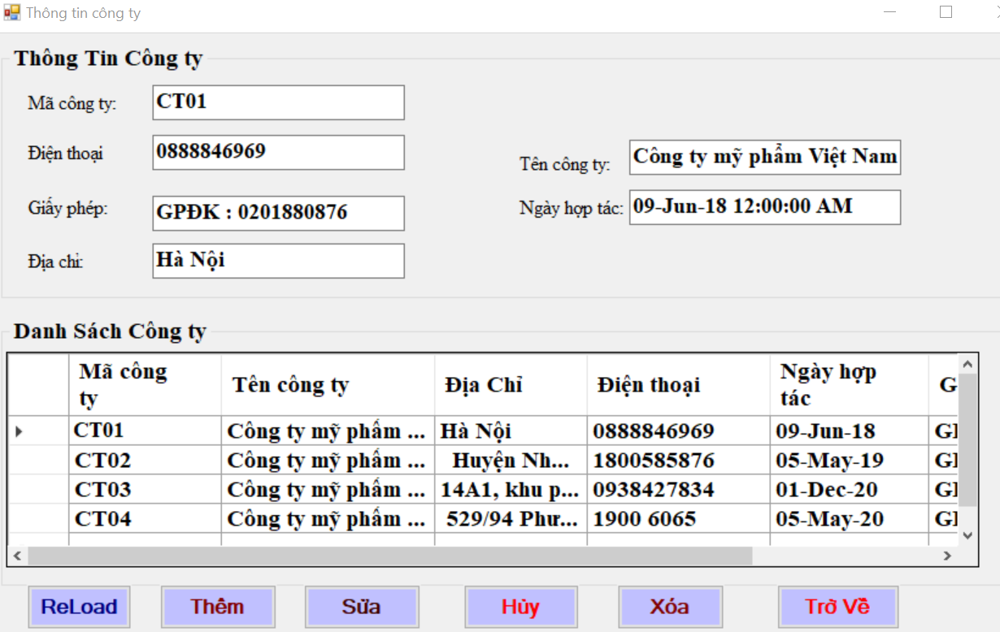 Thông tin công ty
Thông Tin Công ty
Mã công ty: CT01
Điện thoại 0888846969
Tên công ty: Công ty mỹ phẩm Việt Nam
Giấy phép: GPĐK : 0201880876
Ngày hợp tác: 09-Jun-18 12:00:00 AM
Địa chỉ: Hà Nội
Danh Sách Công ty
Mã công ty Tên công ty Địa Chỉ Điện thoại Ngày hợp tác G
CT01 Công ty mỹ phẩm ... Hà Nội 0888846969 09-Jun-18
CT02 Công ty mỹ phẩm ... Huyện Nh... 1800585876 05-May-19
CT03 Công ty mỹ phẩm ... 14A1, khu p... 0938427834 01-Dec-20
CT04 Công ty mỹ phẩm ... 529/94 Phư... 1900 6065 05-May-20
ReLoad Thêm Sửa Hủy Xóa Trở Về